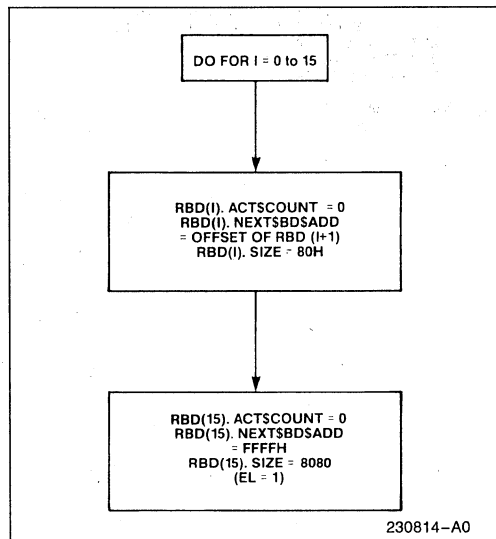 DO FOR I = 0 to 15
RBD(I). ACT$COUNT = 0
RBD(I). NEXT$BD$ADD
= OFFSET OF RBD (I+1)
RBD(I). SIZE = 80H
RBD(15). ACT$COUNT = 0
RBD(15). NEXT$BD$ADD
= FFFFH
RBD(15). SIZE = 8080
(EL = 1)
230814-A0